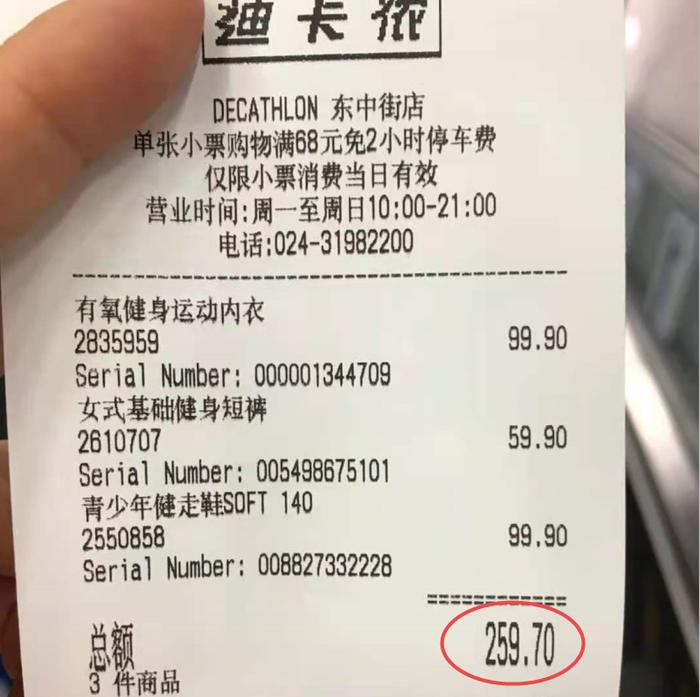 迪卡侬
DECATHLON 东中街店
单张小票购物满68元免2小时停车费
仅限小票消费当日有效
营业时间:周一至周日10:00-21:00
电话:024-31982200
有氧健身运动内衣
2835959 99.90
Serial Number: 000001344709
女式基础健身短裤
2610707 59.90
Serial Number: 005498675101
青少年健走鞋SOFT 140
2550858 99.90
Serial Number: 008827332228
总额 259.70
3 件商品